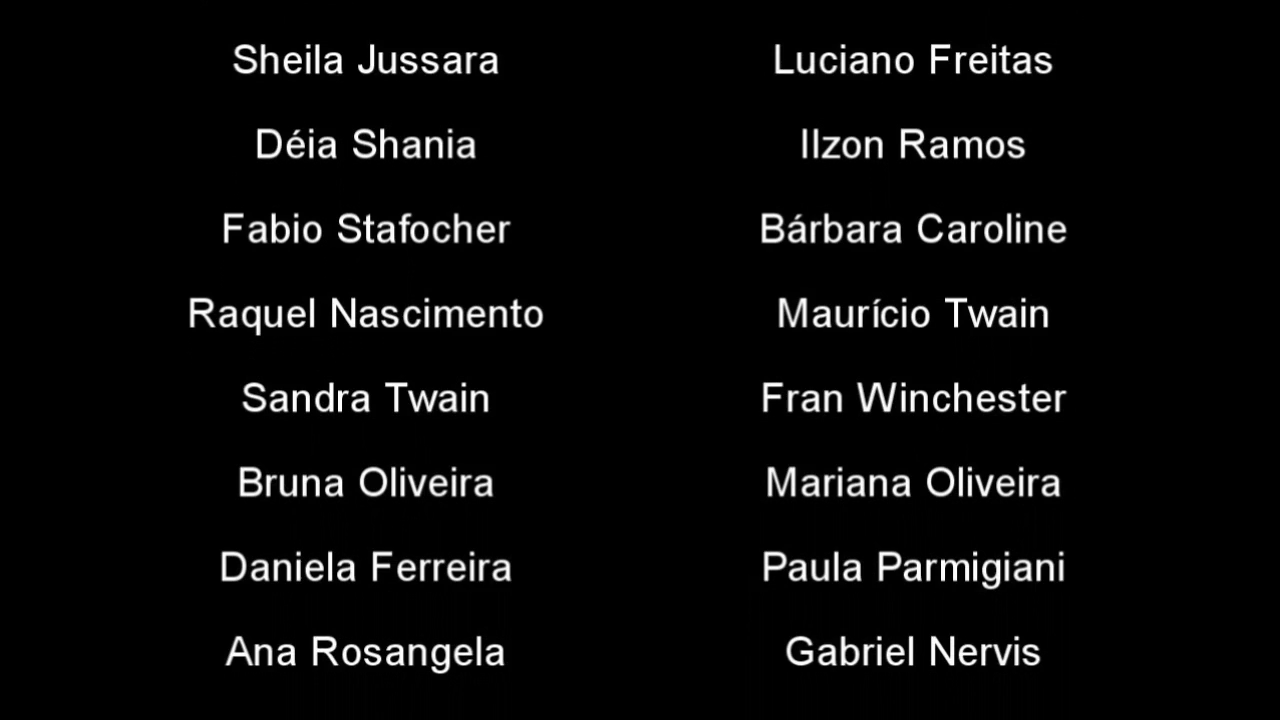 Sheila Jussara
Luciano Freitas
Déia Shania
Ilzon Ramos
Fabio Stafocher
Bárbara Caroline
Raquel Nascimento
Maurício Twain
Sandra Twain
Fran Winchester
Bruna Oliveira
Mariana Oliveira
Daniela Ferreira
Paula Parmigiani
Ana Rosangela
Gabriel Nervis